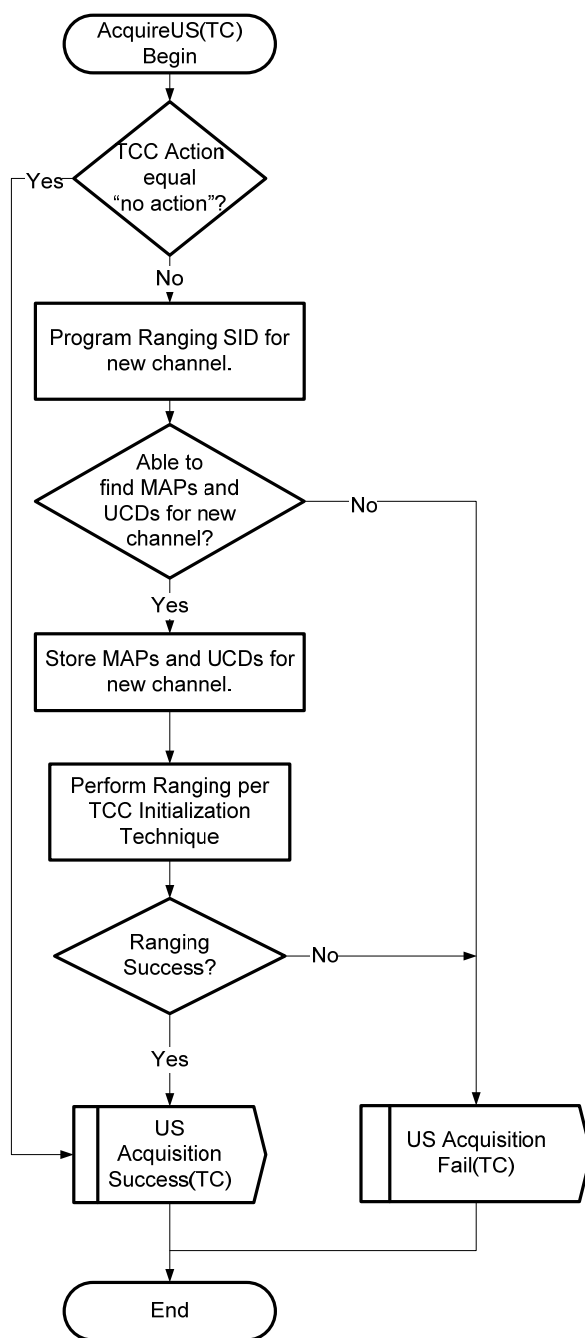 AcquireUS(TC)
Begin
TCC Action
equal
“no action”?
Yes
No
Program Ranging SID for
new channel.
Able to
find MAPs and
UCDs for new
channel?
No
Yes
Store MAPs and UCDs for
new channel.
Perform Ranging per
TCC Initialization
Technique
Ranging
Success?
No
Yes
US
Acquisition
Success(TC)
US Acquisition
Fail(TC)
End